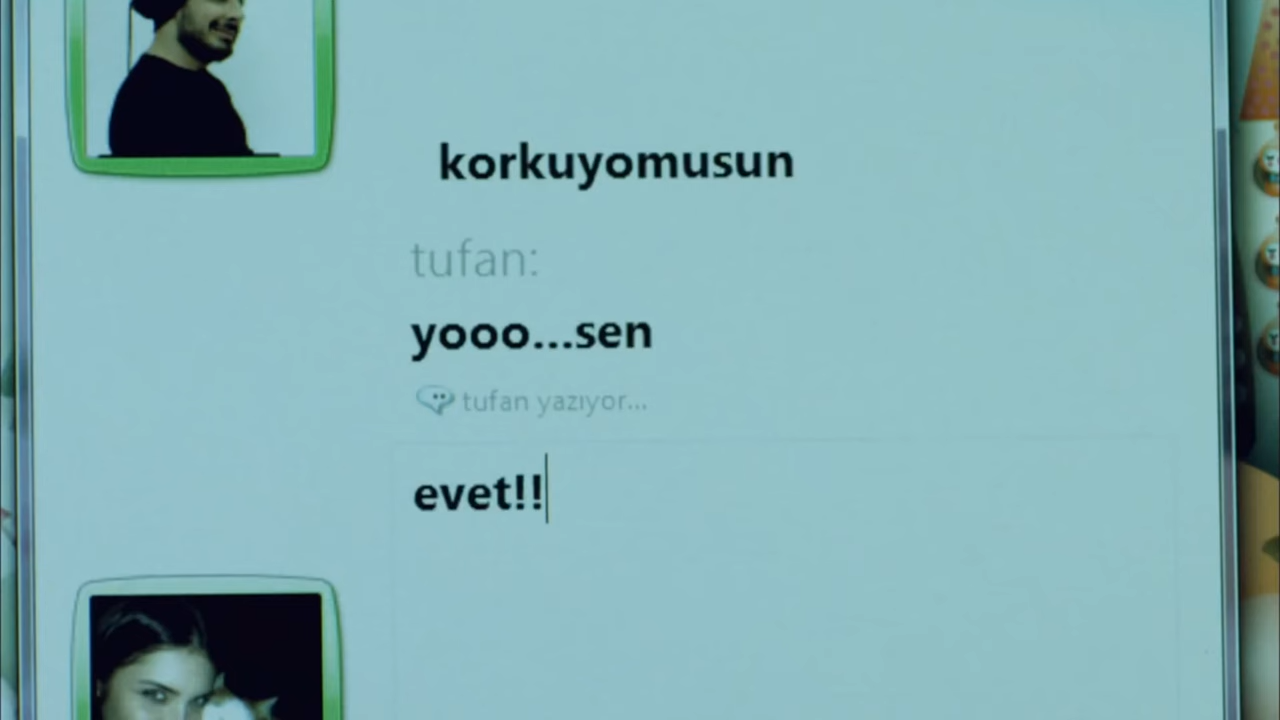 korkuyomusun
tufan:
yooo...sen
tufan yazıyor...
evet!!